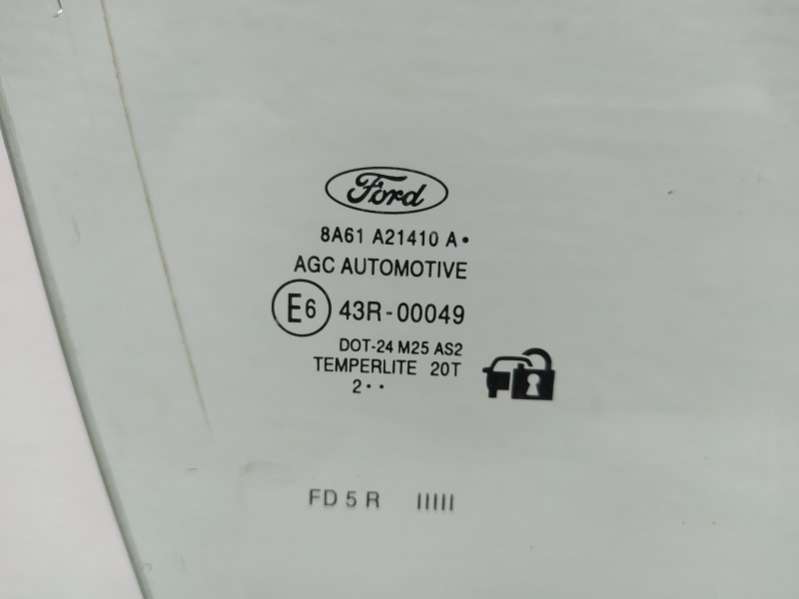 Ford
8A61 A21410 A•
AGC AUTOMOTIVE
E6 43R-00049
DOT-24 M25 AS2
TEMPERLITE 20T
2••
FD 5 R IIIII